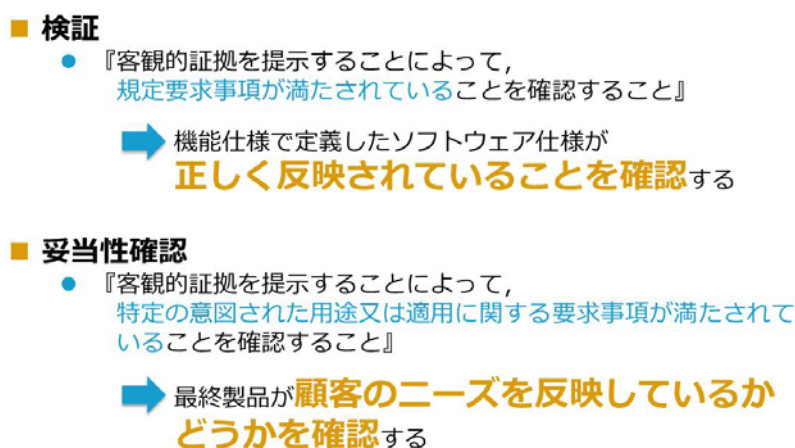 検証
『客観的証拠を提示することによって,
規定要求事項が満たされていることを確認すること』
機能仕様で定義したソフトウェア仕様が
正しく反映されていることを確認する
妥当性確認
『客観的証拠を提示することによって,
特定の意図された用途又は適用に関する要求事項が満たされて
いることを確認すること』
最終製品が顧客のニーズを反映しているか
どうかを確認する